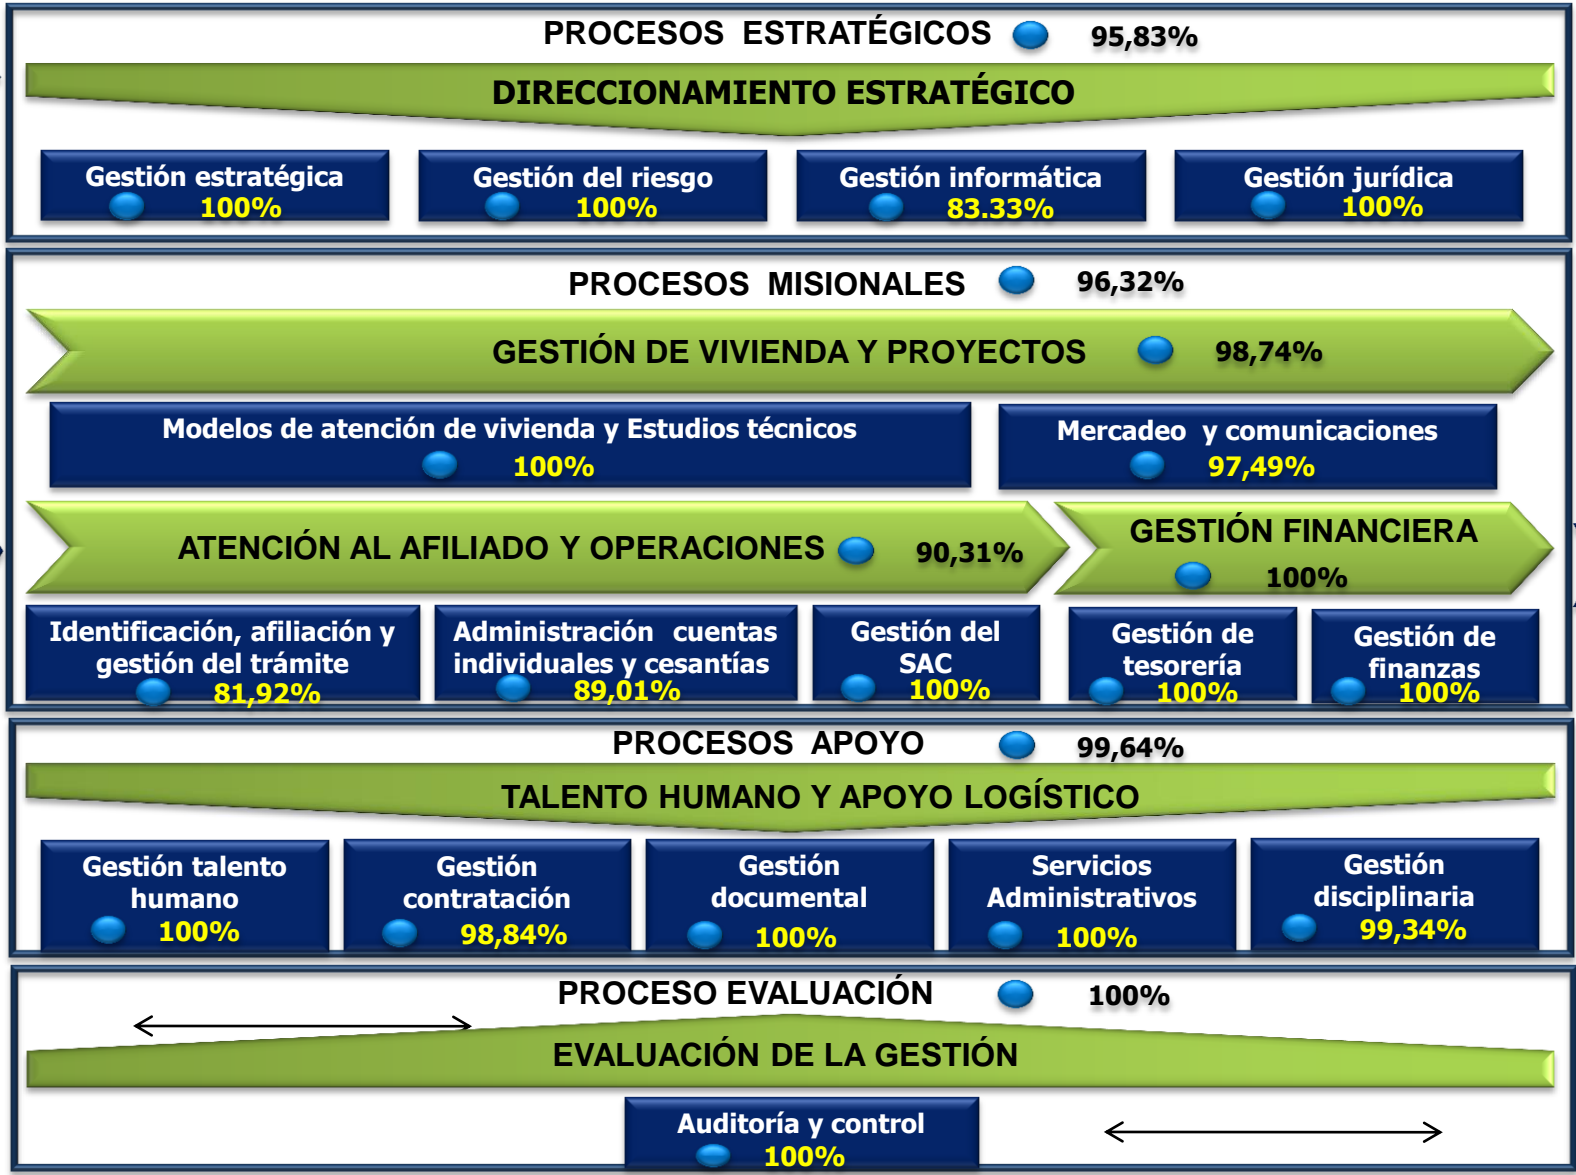 PROCESOS ESTRATÉGICOS 95,83%
DIRECCIONAMIENTO ESTRATÉGICO
Gestión estratégica
100%
Gestión del riesgo
100%
Gestión informática
83.33%
Gestión jurídica
100%
PROCESOS MISIONALES 96,32%
GESTIÓN DE VIVIENDA Y PROYECTOS 98,74%
Modelos de atención de vivienda y Estudios técnicos
100%
Mercadeo y comunicaciones
97,49%
ATENCIÓN AL AFILIADO Y OPERACIONES 90,31%
GESTIÓN FINANCIERA
100%
Identificación, afiliación y
gestión del trámite
81,92%
Administración cuentas
individuales y cesantías
89,01%
Gestión del
SAC
100%
Gestión de
tesorería
100%
Gestión de
finanzas
100%
PROCESOS APOYO 99,64%
TALENTO HUMANO Y APOYO LOGÍSTICO
Gestión talento
humano
100%
Gestión
contratación
98,84%
Gestión
documental
100%
Servicios
Administrativos
100%
Gestión
disciplinaria
99,34%
PROCESO EVALUACIÓN 100%
EVALUACIÓN DE LA GESTIÓN
Auditoría y control
100%